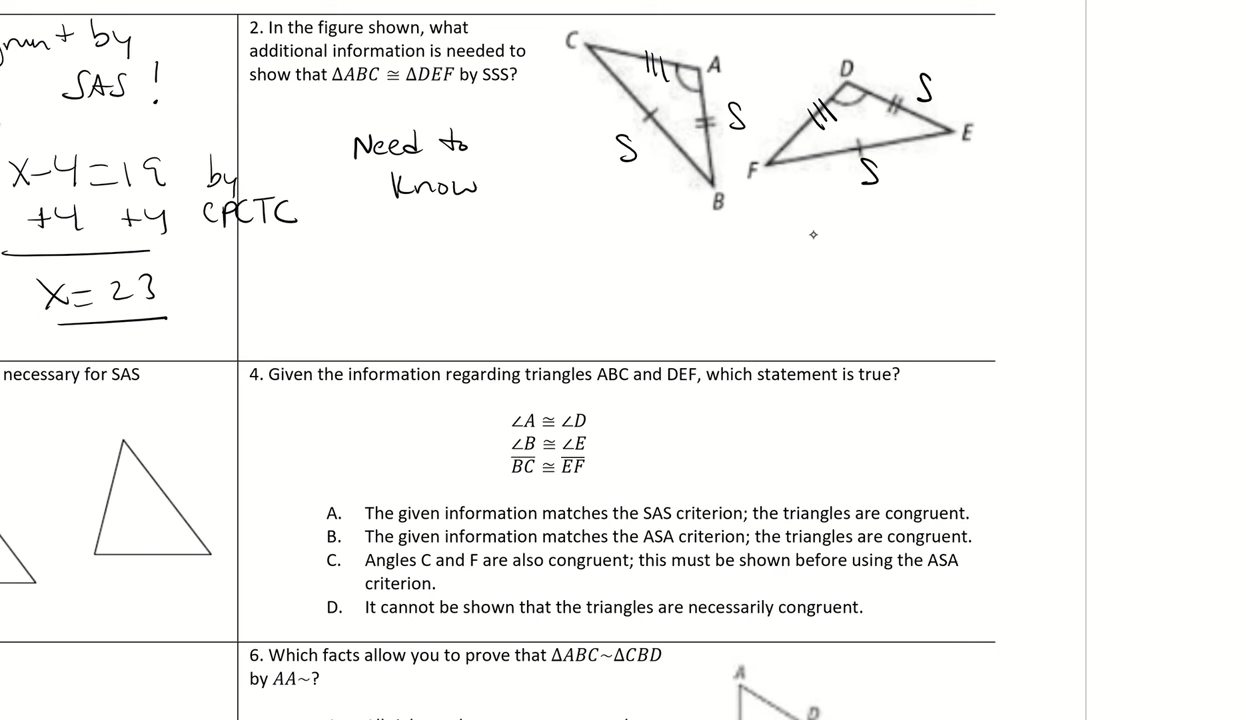 by
SAS !
x-4=19 by
+4 +4 CPCTC
x=23
2. In the figure shown, what
additional information is needed to
show that ΔABC ≅ ΔDEF by SSS?
Need to
Know
C
A
S
S
B
D
S
E
F
S
necessary for SAS
4. Given the information regarding triangles ABC and DEF, which statement is true?
∠A ≅ ∠D
∠B ≅ ∠E
BC ≅ EF
A. The given information matches the SAS criterion; the triangles are congruent.
B. The given information matches the ASA criterion; the triangles are congruent.
C. Angles C and F are also congruent; this must be shown before using the ASA
criterion.
D. It cannot be shown that the triangles are necessarily congruent.
6. Which facts allow you to prove that ΔABC~ΔCBD
by AA~?
A
D